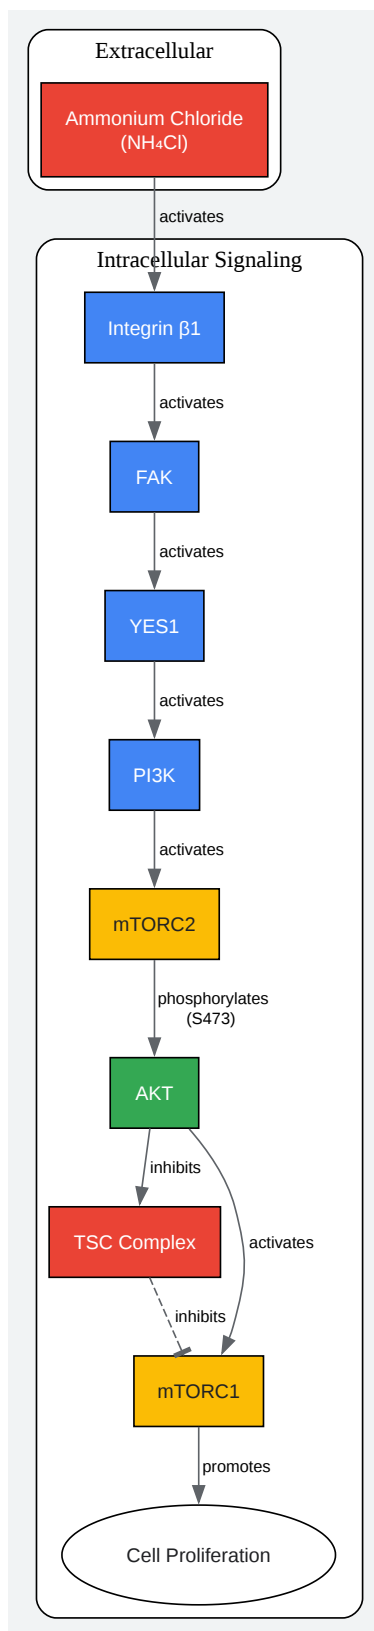 Extracellular
Ammonium Chloride
(NH₄Cl)
activates
Intracellular Signaling
Integrin β1
activates
FAK
activates
YES1
activates
PI3K
activates
mTORC2
phosphorylates
(S473)
AKT
inhibits
TSC Complex
activates
inhibits
mTORC1
promotes
Cell Proliferation